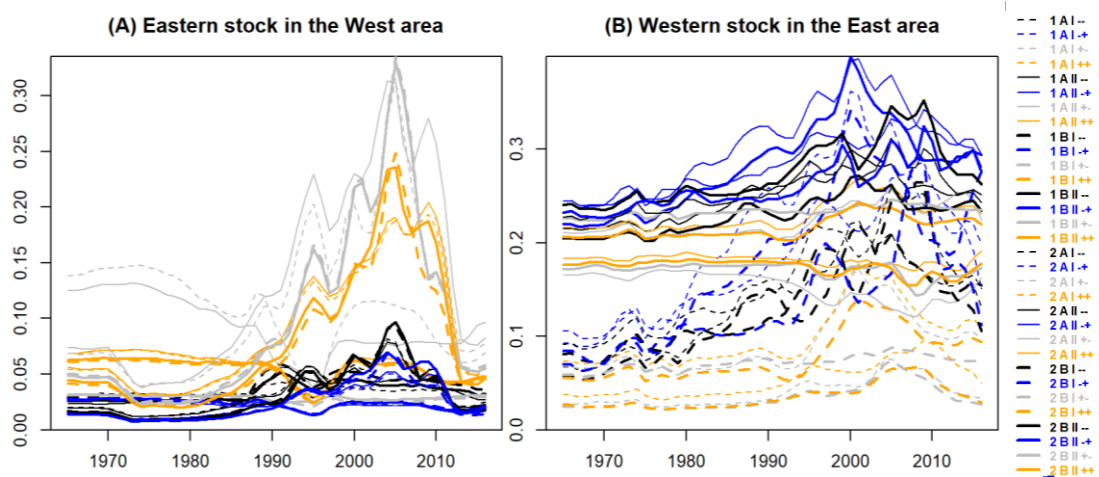 (A) Eastern stock in the West area
0.30
0.25
0.20
0.15
0.10
0.05
0.00
1970 1980 1990 2000 2010
(B) Western stock in the East area
0.3
0.2
0.1
0.0
1970 1980 1990 2000 2010
1 A I --
1 A I -+
1 A I +-
1 A I ++
1 A II --
1 A II -+
1 A II +-
1 A II ++
1 B I --
1 B I -+
1 B I +-
1 B I ++
1 B II --
1 B II -+
1 B II +-
1 B II ++
2 A I --
2 A I -+
2 A I +-
2 A I ++
2 A II --
2 A II -+
2 A II +-
2 A II ++
2 B I --
2 B I -+
2 B I +-
2 B I ++
2 B II --
2 B II -+
2 B II +-
2 B II ++